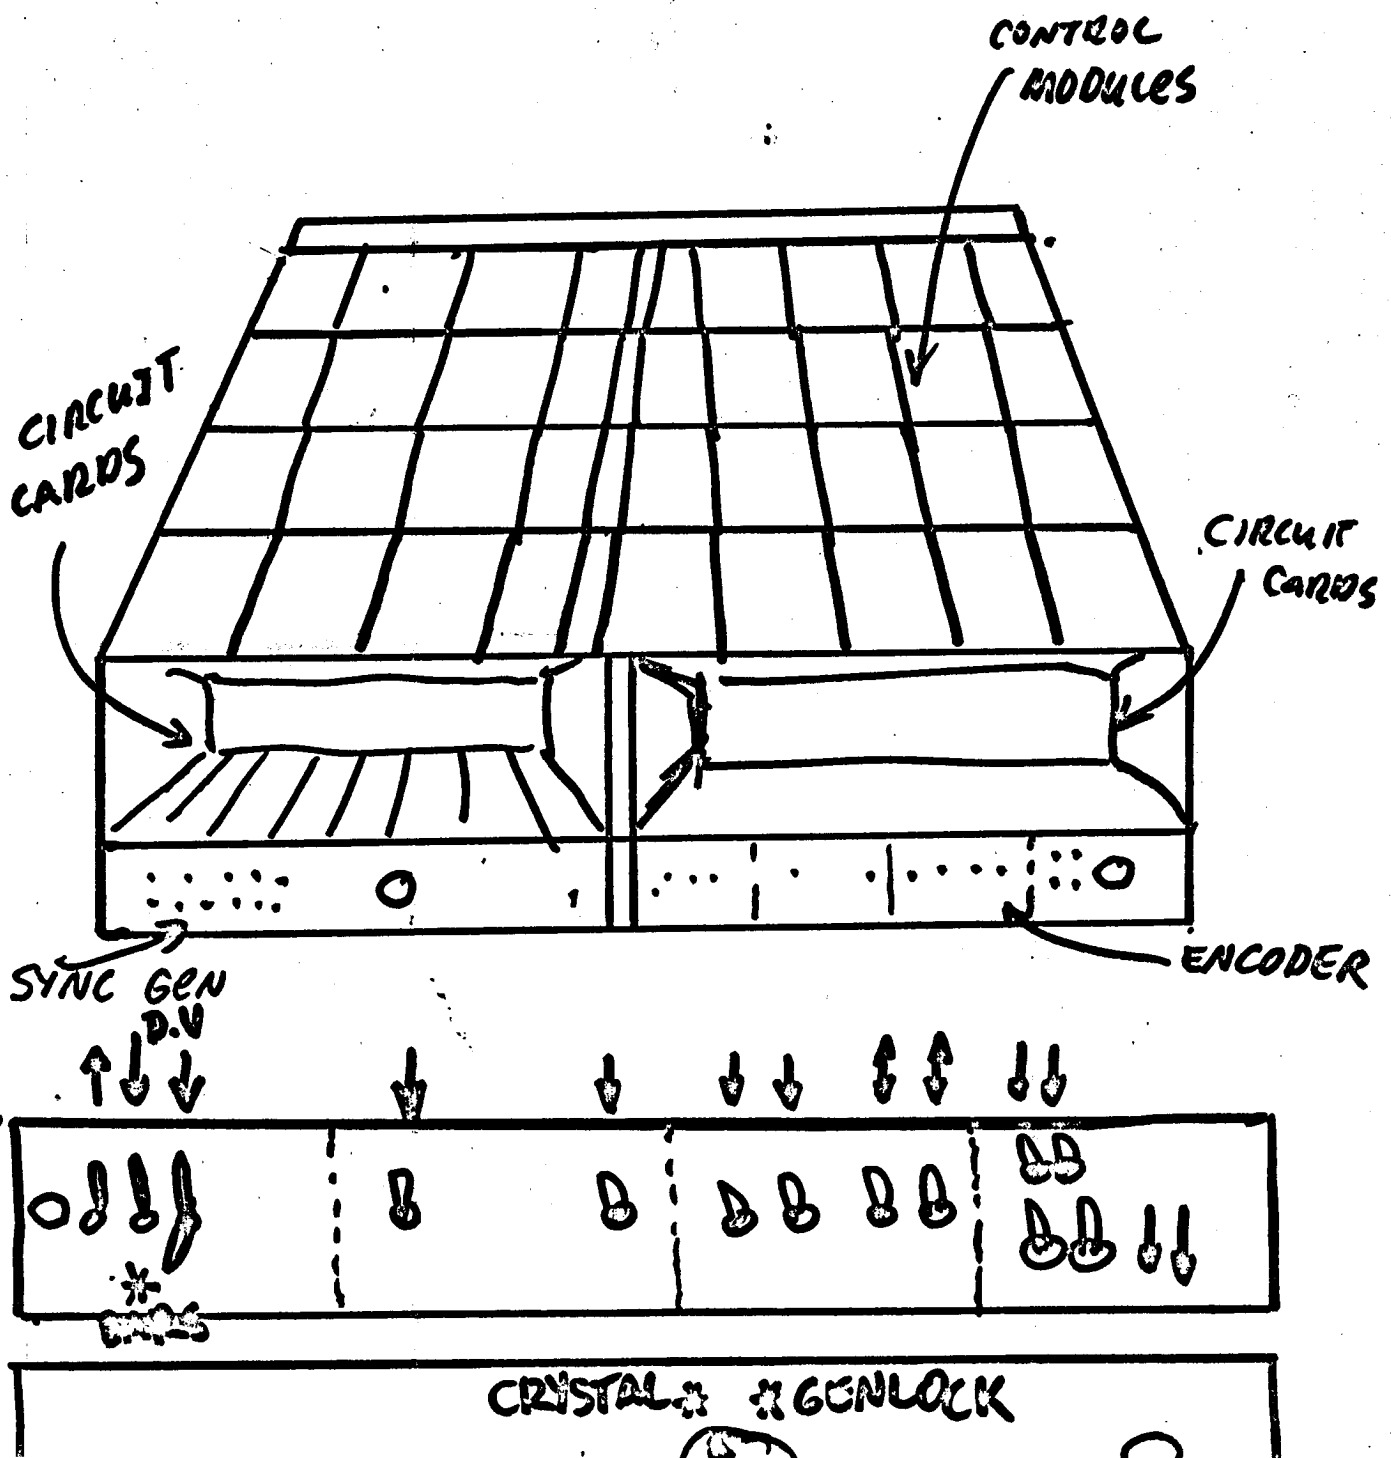 CONTROL
MODULES
CIRCUIT
CARDS
CIRCUIT
CARDS
SYNC GEN
ENCODER
D.V
CRYSTAL* *GENLOCK